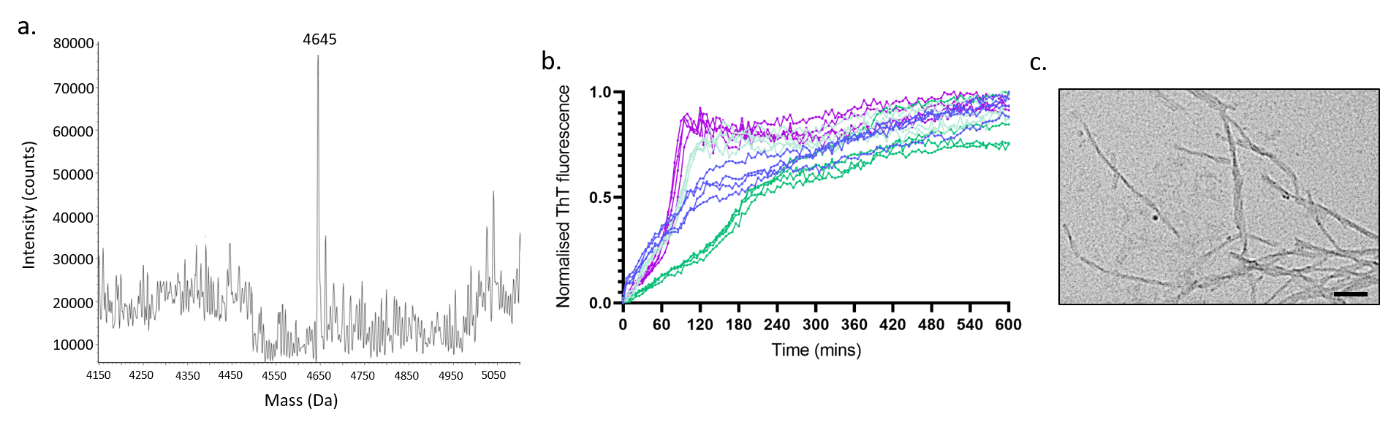 a.
4645
80000
70000
60000
50000
40000
30000
20000
10000
Intensity (counts)
4150 4250 4350 4450 4550 4650 4750 4850 4950 5050
Mass (Da)
b.
1.0
0.5
0.0
Normalised ThT fluorescence
0 60 120 180 240 300 360 420 480 540 600
Time (mins)
c.